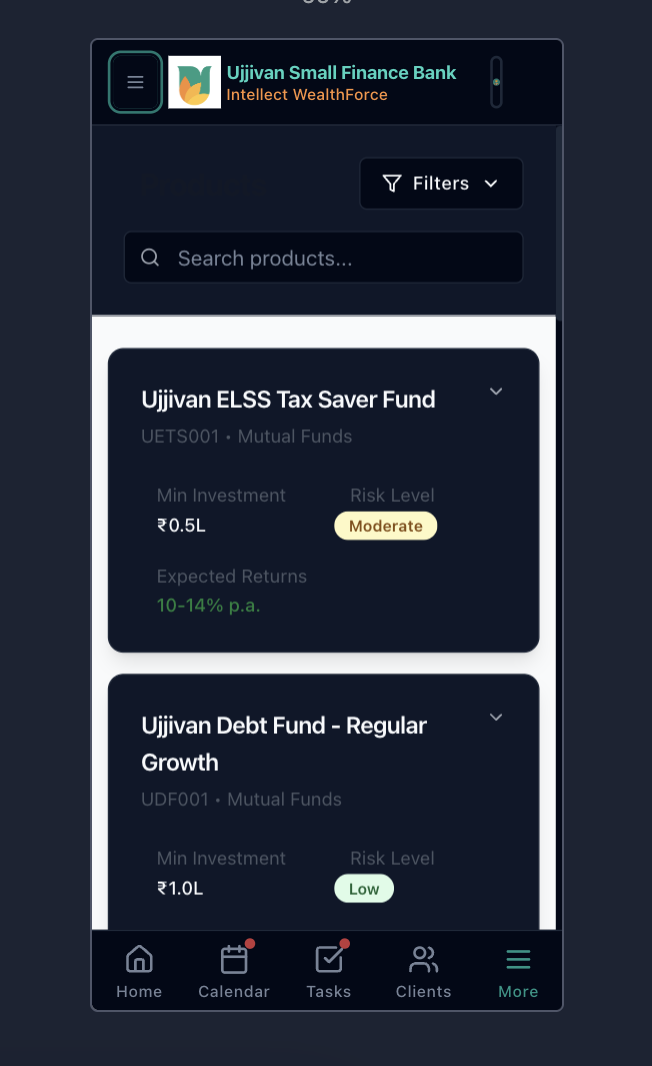 Ujjivan Small Finance Bank
Intellect WealthForce
Filters
Search products...
Ujjivan ELSS Tax Saver Fund
UETS001 • Mutual Funds
Min Investment Risk Level
₹0.5L Moderate
Expected Returns
10-14% p.a.
Ujjivan Debt Fund - Regular
Growth
UDF001 • Mutual Funds
Min Investment Risk Level
₹1.0L Low
Home Calendar Tasks Clients More